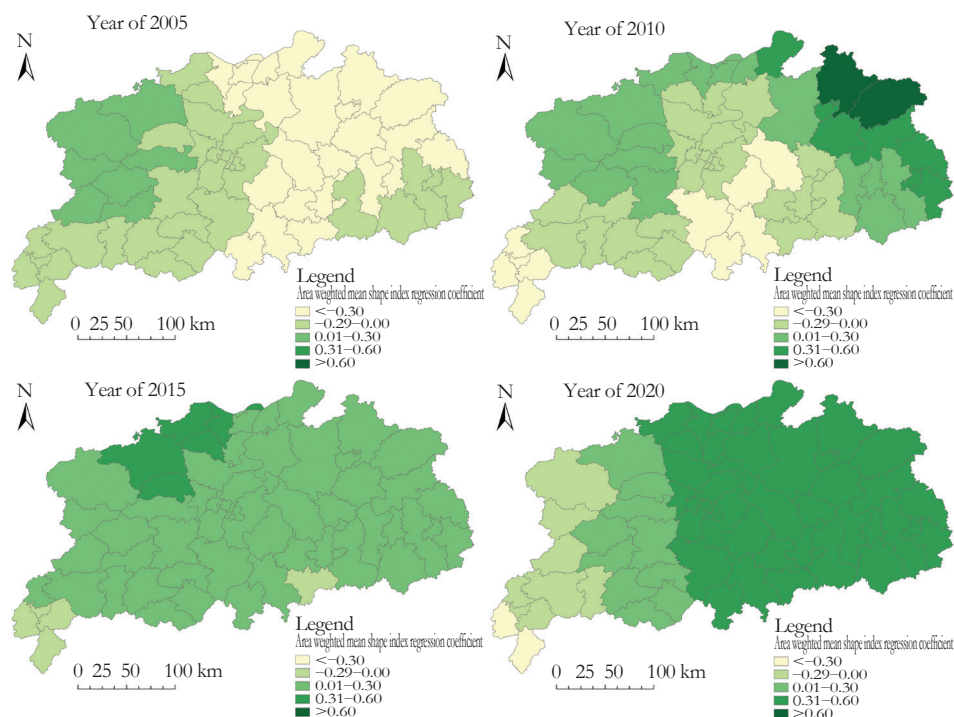 Year of 2005
N
Legend
Area weighted mean shape index regression coefficient
<−0.30
−0.29−0.00
0.01−0.30
0.31−0.60
>0.60
0 25 50 100 km
Year of 2010
N
Legend
Area weighted mean shape index regression coefficient
<−0.30
−0.29−0.00
0.01−0.30
0.31−0.60
>0.60
0 25 50 100 km
Year of 2015
N
Legend
Area weighted mean shape index regression coefficient
<−0.30
−0.29−0.00
0.01−0.30
0.31−0.60
>0.60
0 25 50 100 km
Year of 2020
N
Legend
Area weighted mean shape index regression coefficient
<−0.30
−0.29−0.00
0.01−0.30
0.31−0.60
>0.60
0 25 50 100 km